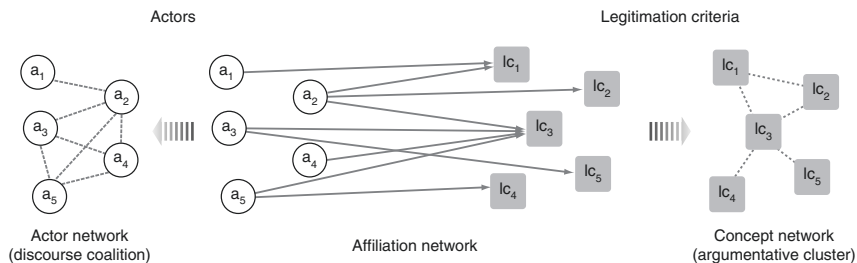 Actors
Legitimation criteria
a1
a2
a3
a4
a5
a1
a2
a3
a4
a5
lc1
lc2
lc3
lc5
lc4
lc1
lc2
lc3
lc5
lc4
Actor network
(discourse coalition)
Affiliation network
Concept network
(argumentative cluster)